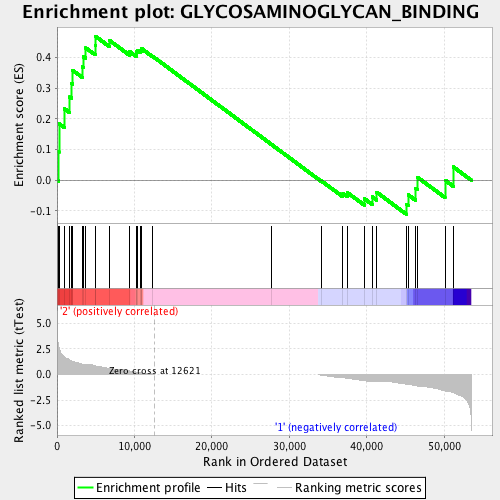 Enrichment plot: GLYCOSAMINOGLYCAN_BINDING
Enrichment score (ES)
0.4
0.3
0.2
0.1
0.0
-0.1
'2' (positively correlated)
Ranked list metric (tTest)
5.0
2.5
0.0
-2.5
-5.0
Zero cross at 12621
'1' (negatively correlated)
0 10,000 20,000 30,000 40,000 50,000
Rank in Ordered Dataset
Enrichment profile Hits Ranking metric scores